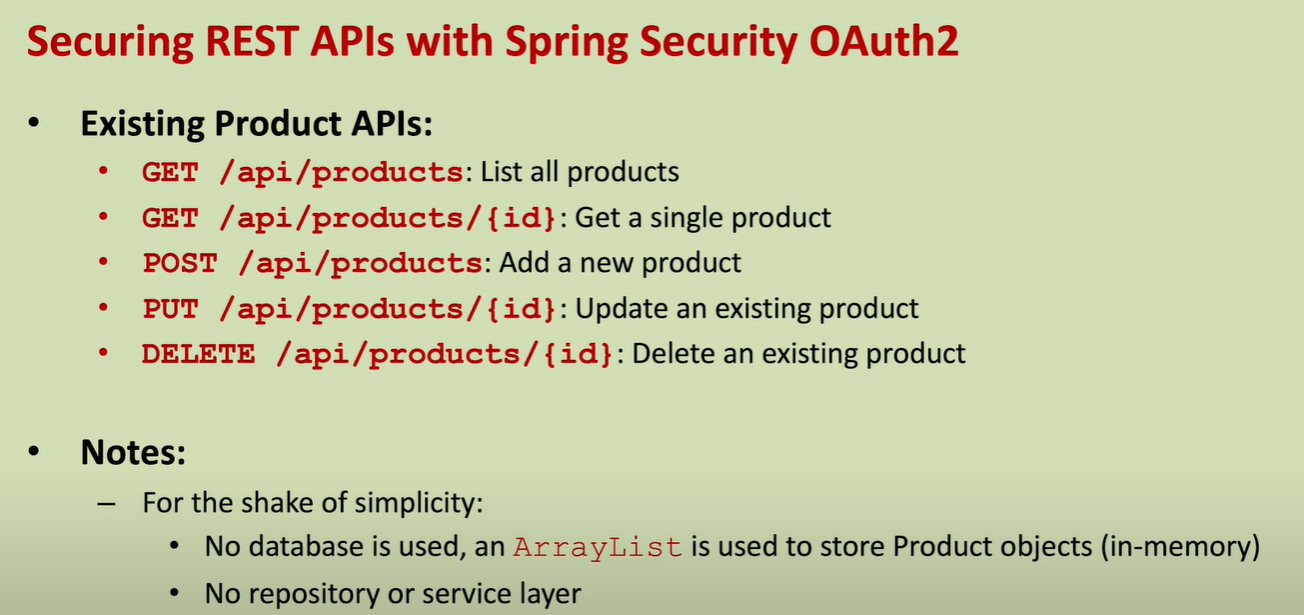 Securing REST APIs with Spring Security OAuth2
• Existing Product APIs:
• GET /api/products: List all products
• GET /api/products/{id}: Get a single product
• POST /api/products: Add a new product
• PUT /api/products/{id}: Update an existing product
• DELETE /api/products/{id}: Delete an existing product
• Notes:
– For the shake of simplicity:
• No database is used, an ArrayList is used to store Product objects (in-memory)
• No repository or service layer